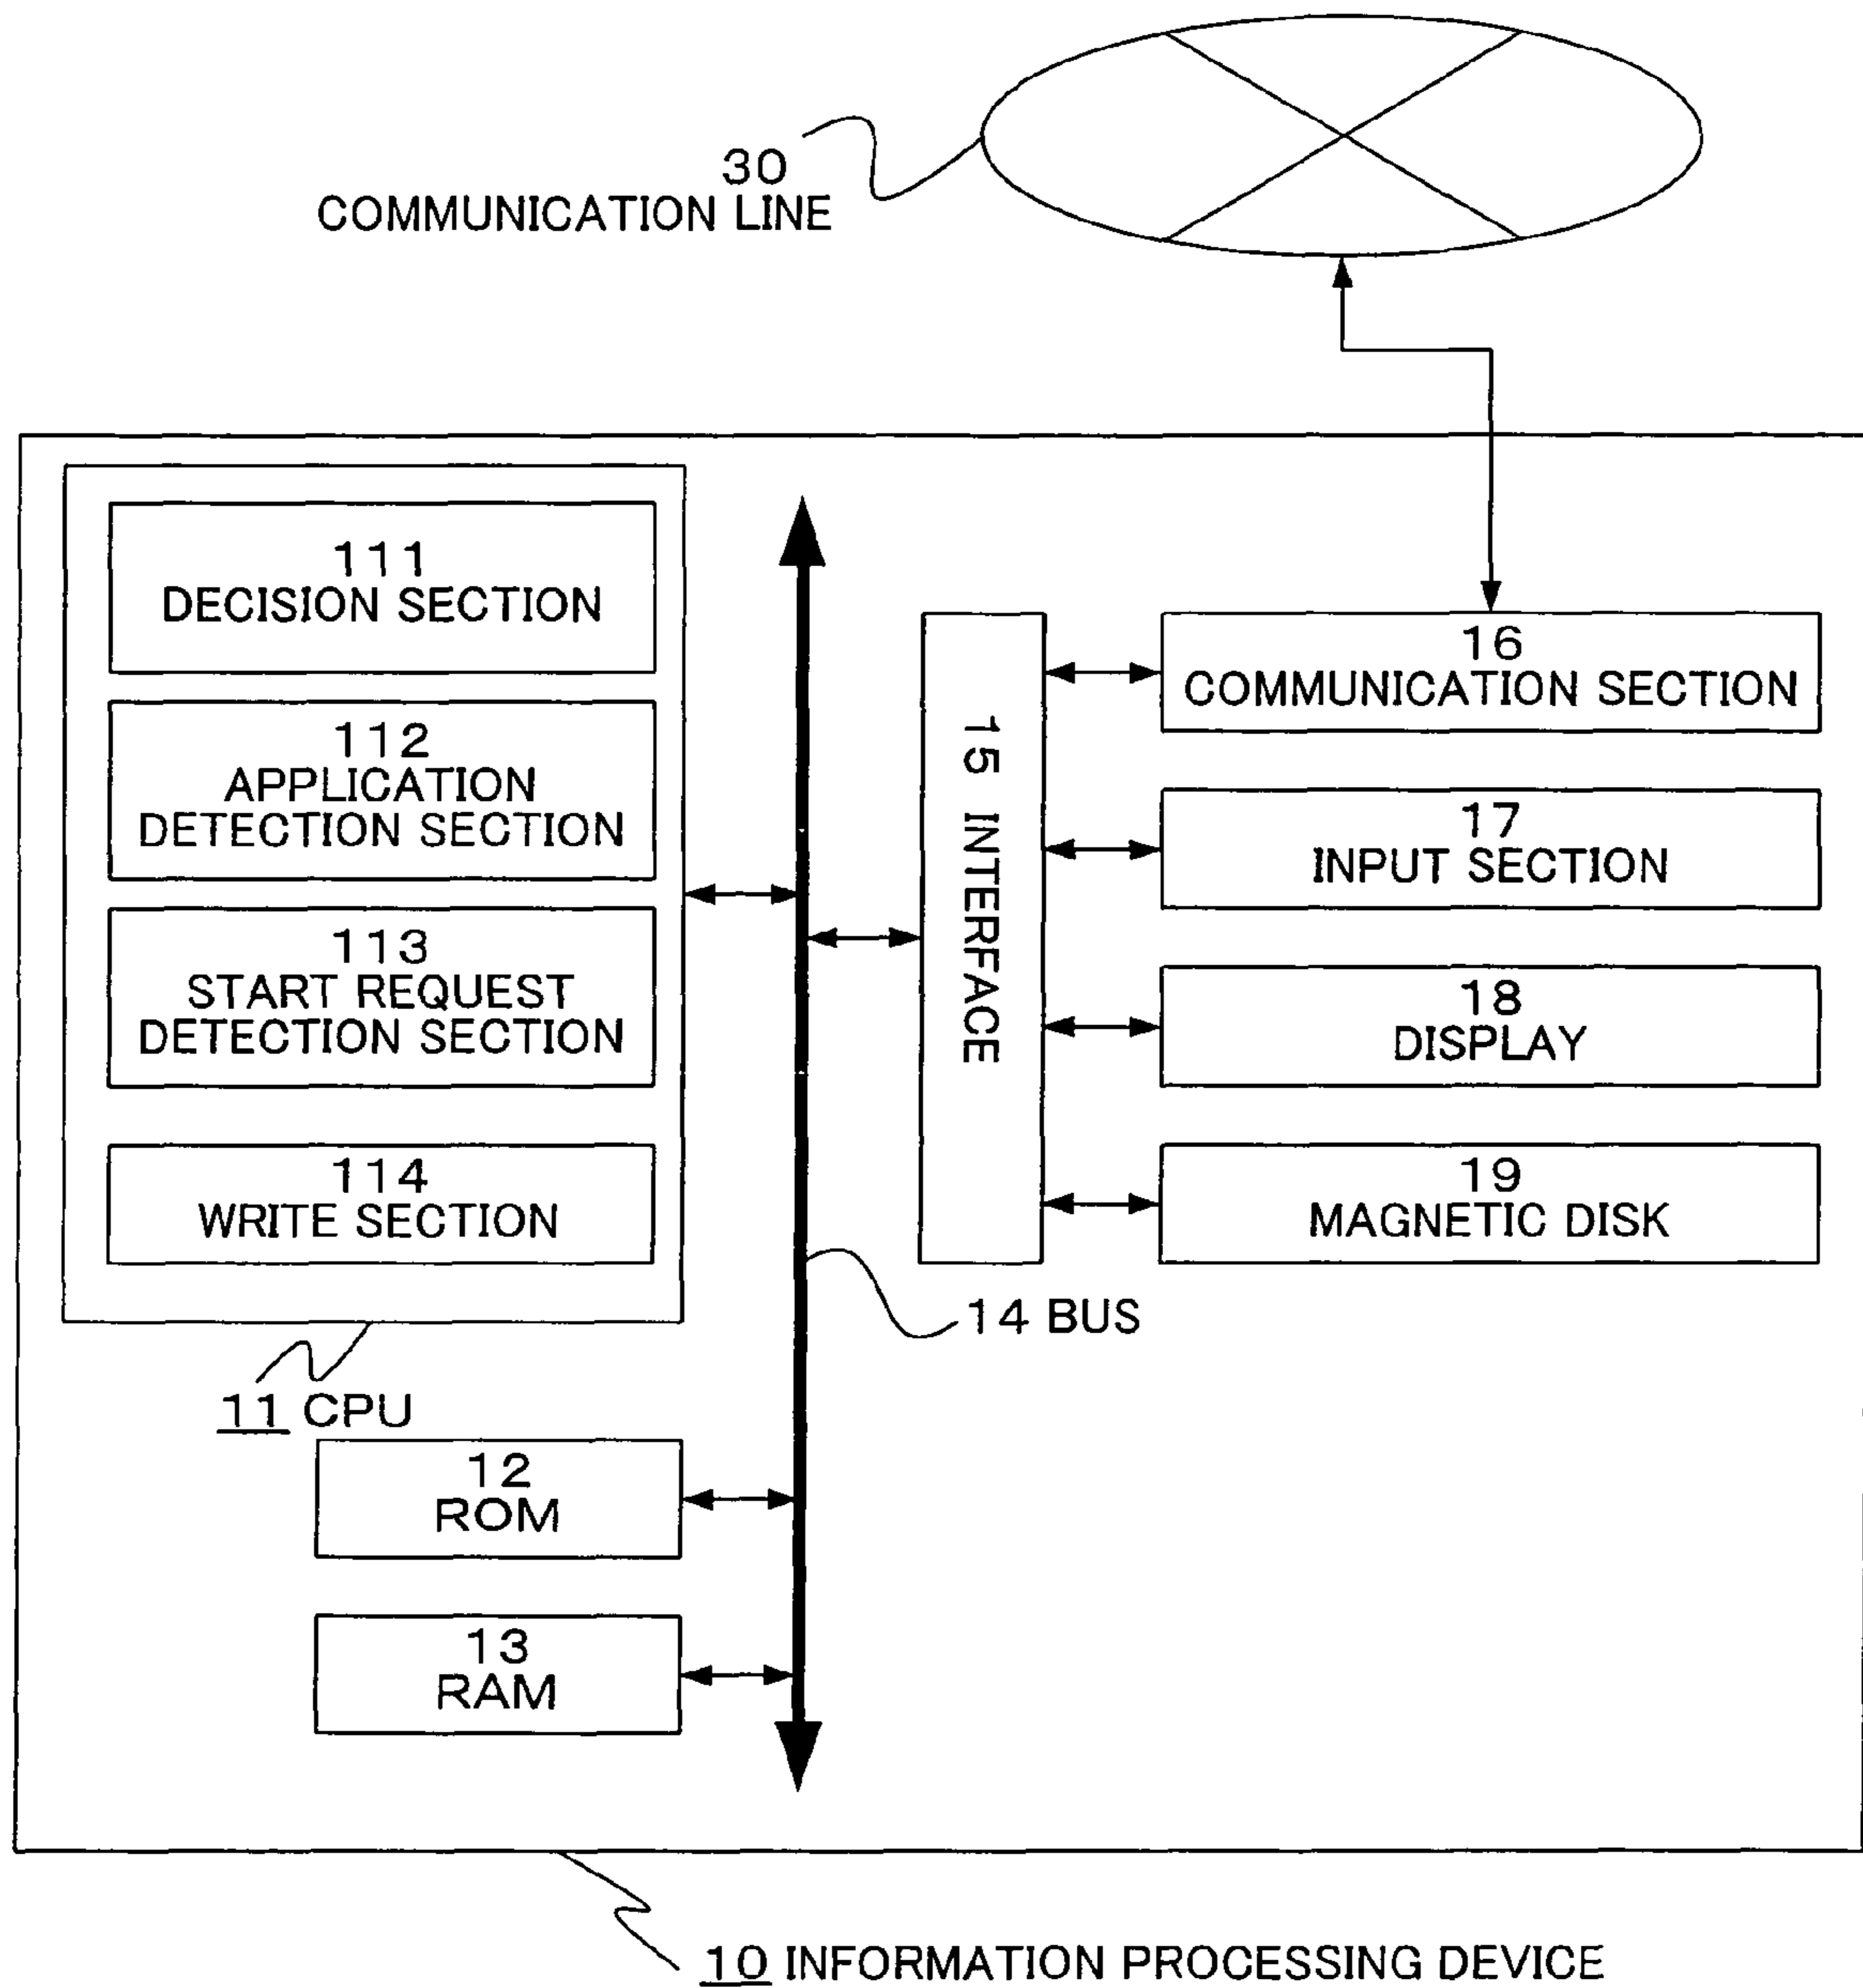 30
COMMUNICATION LINE
111
DECISION SECTION
112
APPLICATION
DETECTION SECTION
113
START REQUEST
DETECTION SECTION
114
WRITE SECTION
11 CPU
12
ROM
13
RAM
14 BUS
15 INTERFACE
16
COMMUNICATION SECTION
17
INPUT SECTION
18
DISPLAY
19
MAGNETIC DISK
10 INFORMATION PROCESSING DEVICE